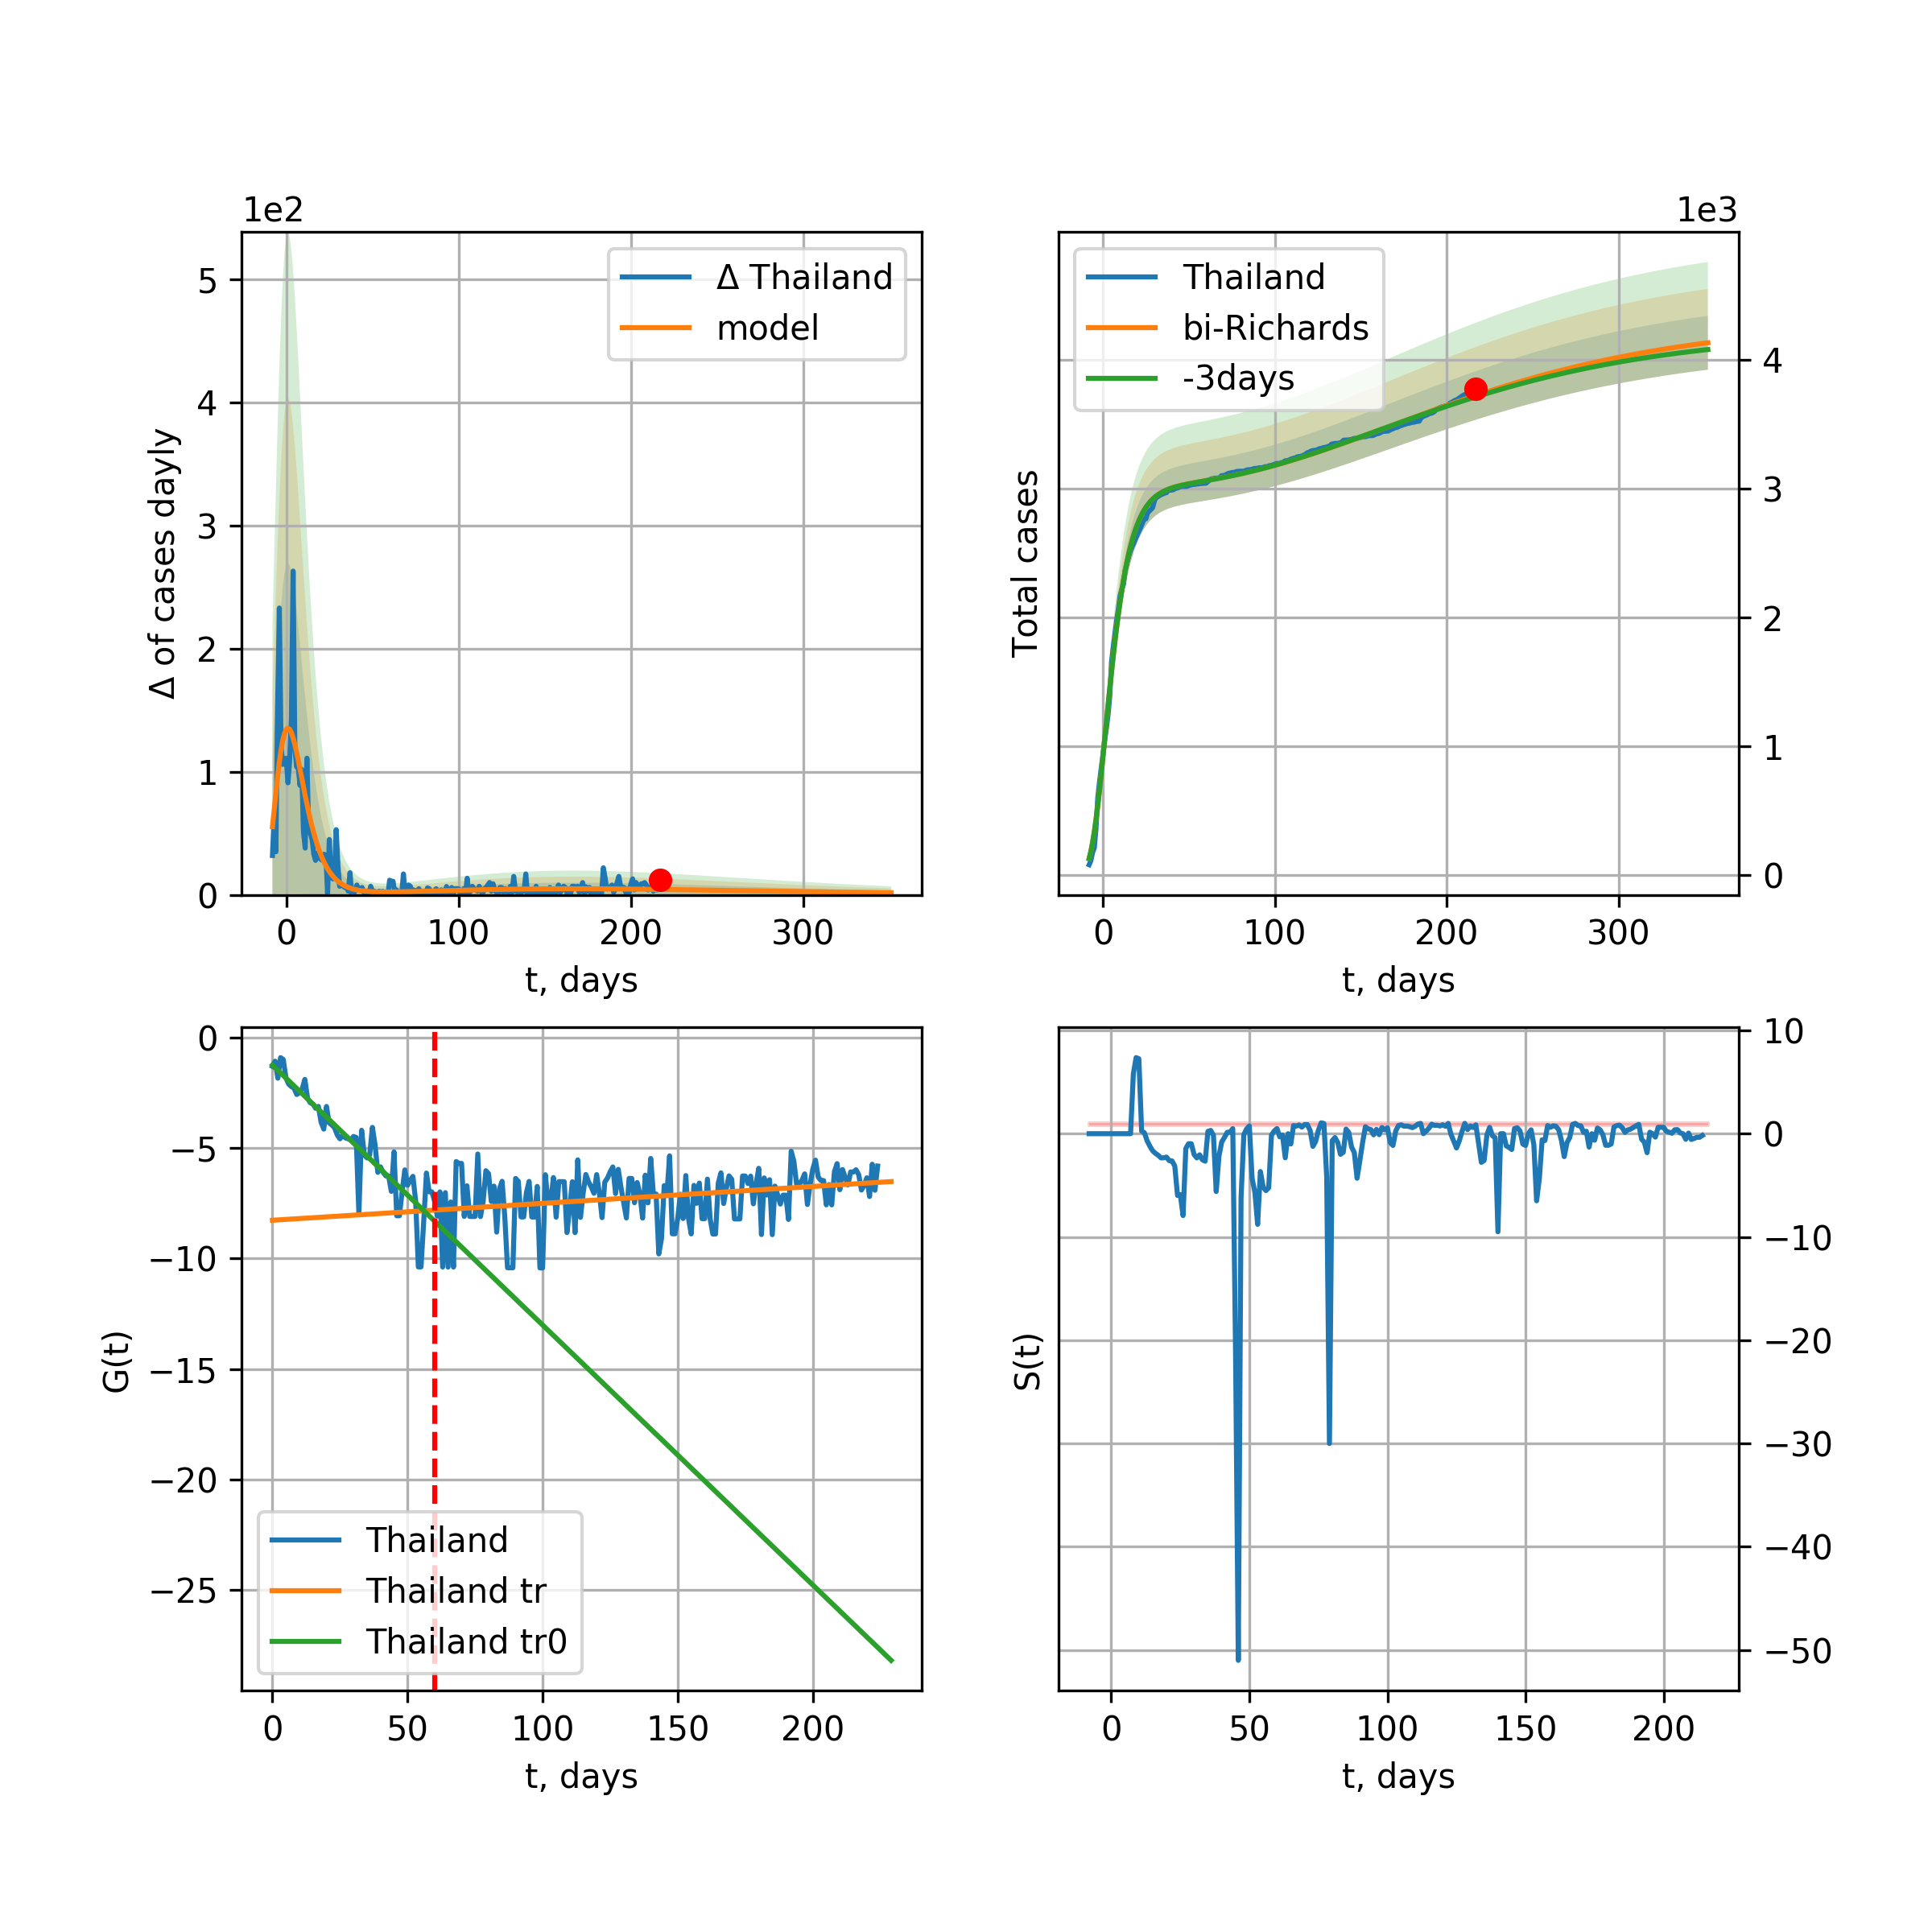 1e2
Δ of cases dayly
5
4
3
2
1
0
0 100 200 300
t, days
Δ Thailand
model
1e3
Total cases
4
3
2
1
0
0 100 200 300
t, days
Thailand
bi-Richards
-3days
G(t)
0
−5
−10
−15
−20
−25
0 50 100 150 200
t, days
Thailand
Thailand tr
Thailand tr0
S(t)
10
0
−10
−20
−30
−40
−50
0 50 100 150 200
t, days